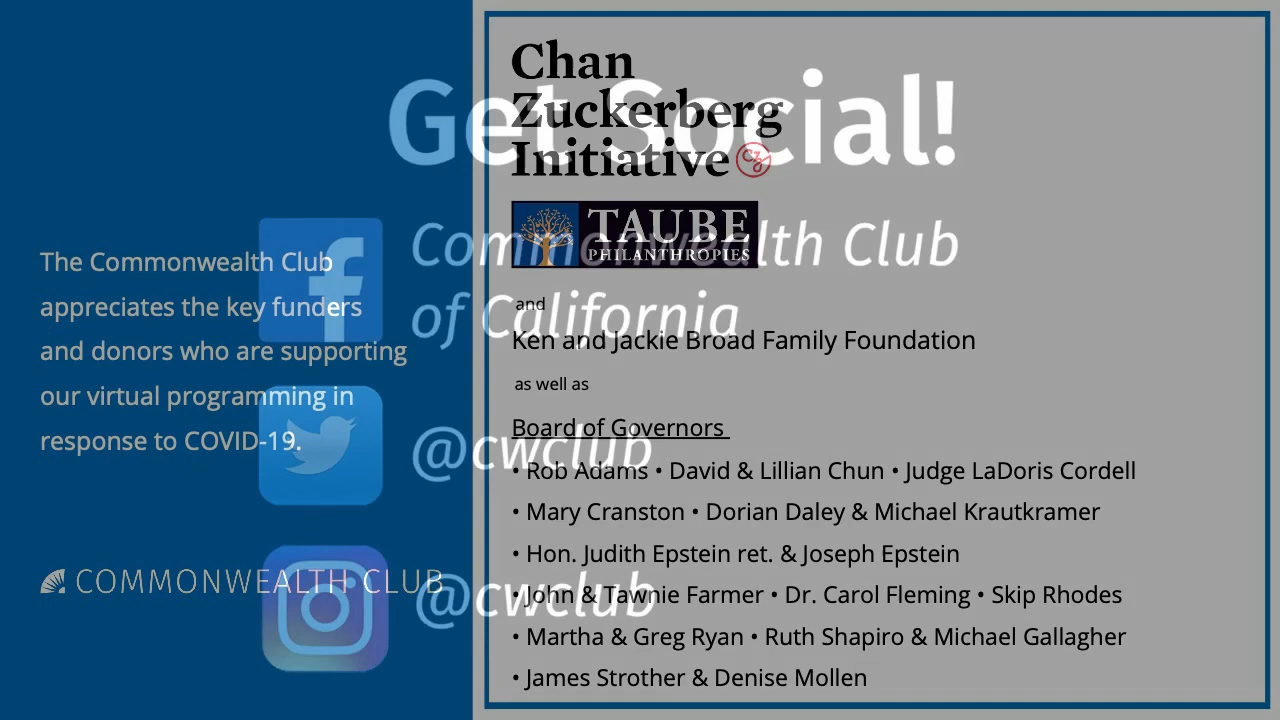 Get Social!
Commonwealth Club
of California
@cwclub
@cwclub
The Commonwealth Club
appreciates the key funders
and donors who are supporting
our virtual programming in
response to COVID-19.
COMMONWEALTH CLUB
Chan
Zuckerberg
Initiative
CZI
TAUBE
PHILANTHROPIES
and
Ken and Jackie Broad Family Foundation
as well as
Board of Governors
• Rob Adams • David & Lillian Chun • Judge LaDoris Cordell
• Mary Cranston • Dorian Daley & Michael Krautkramer
• Hon. Judith Epstein ret. & Joseph Epstein
• John & Tawnie Farmer • Dr. Carol Fleming • Skip Rhodes
• Martha & Greg Ryan • Ruth Shapiro & Michael Gallagher
• James Strother & Denise Mollen